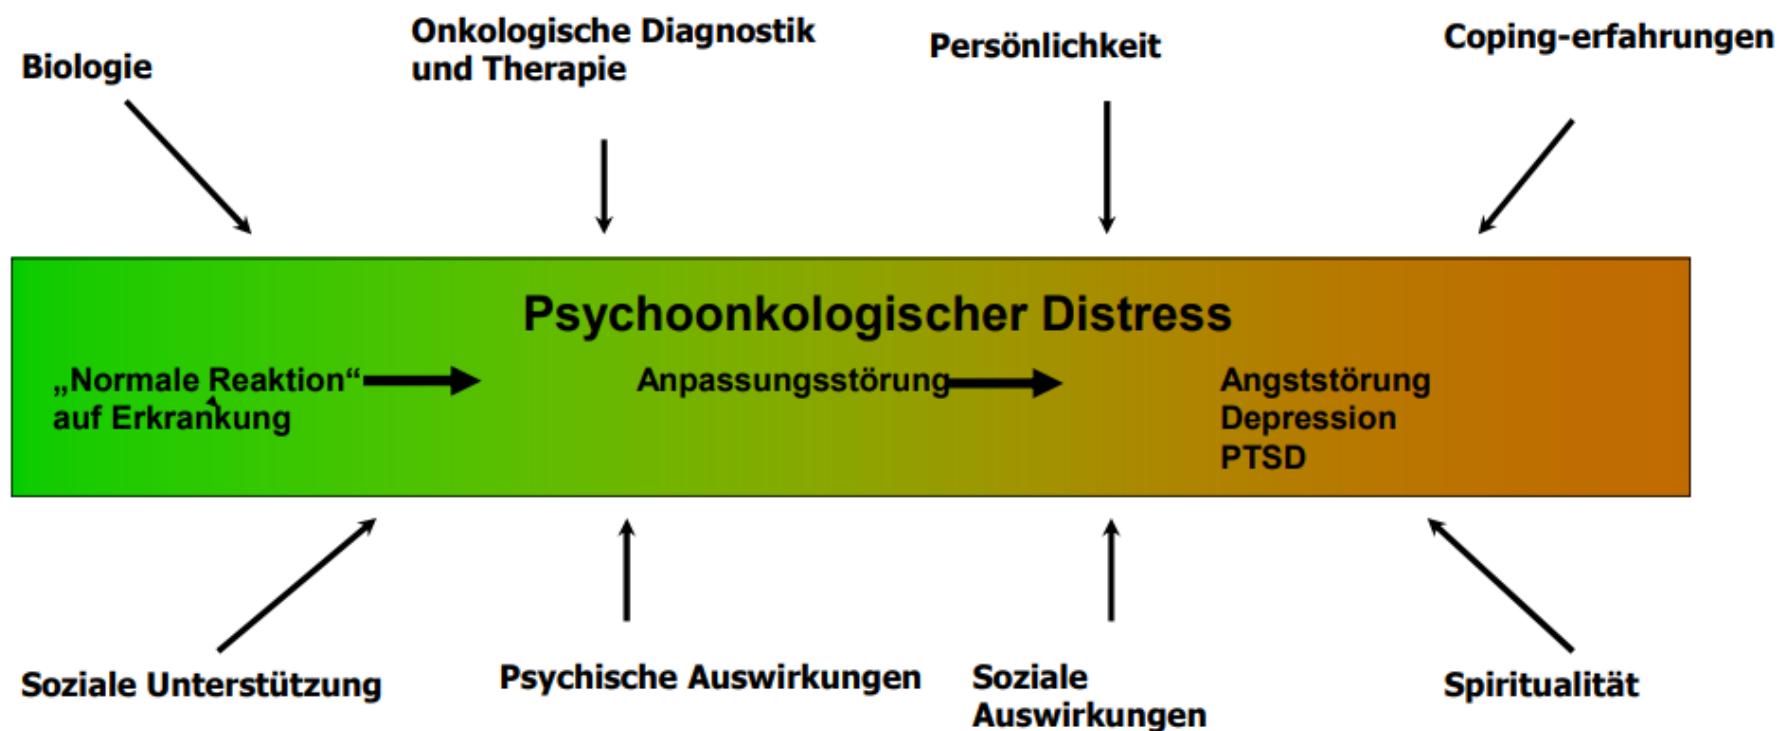 Biologie
Onkologische Diagnostik
und Therapie
Persönlichkeit
Coping-erfahrungen
Psychoonkologischer Distress
„Normale Reaktion“
auf Erkrankung
Anpassungsstörung
Angststörung
Depression
PTSD
Soziale Unterstützung
Psychische Auswirkungen
Soziale
Auswirkungen
Spiritualität